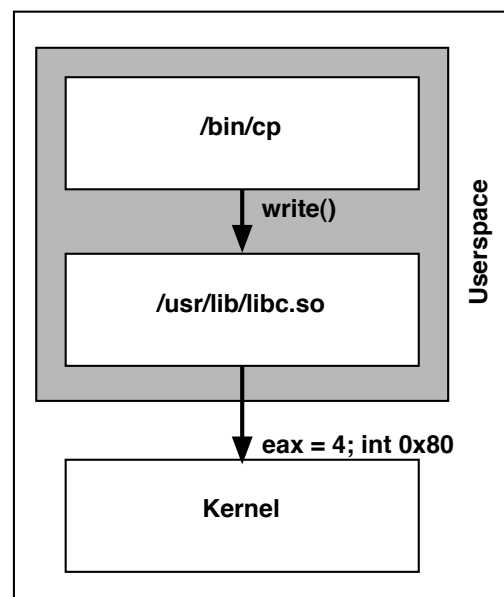 /bin/cp
write()
/usr/lib/libc.so
Userspace
eax = 4; int 0x80
Kernel